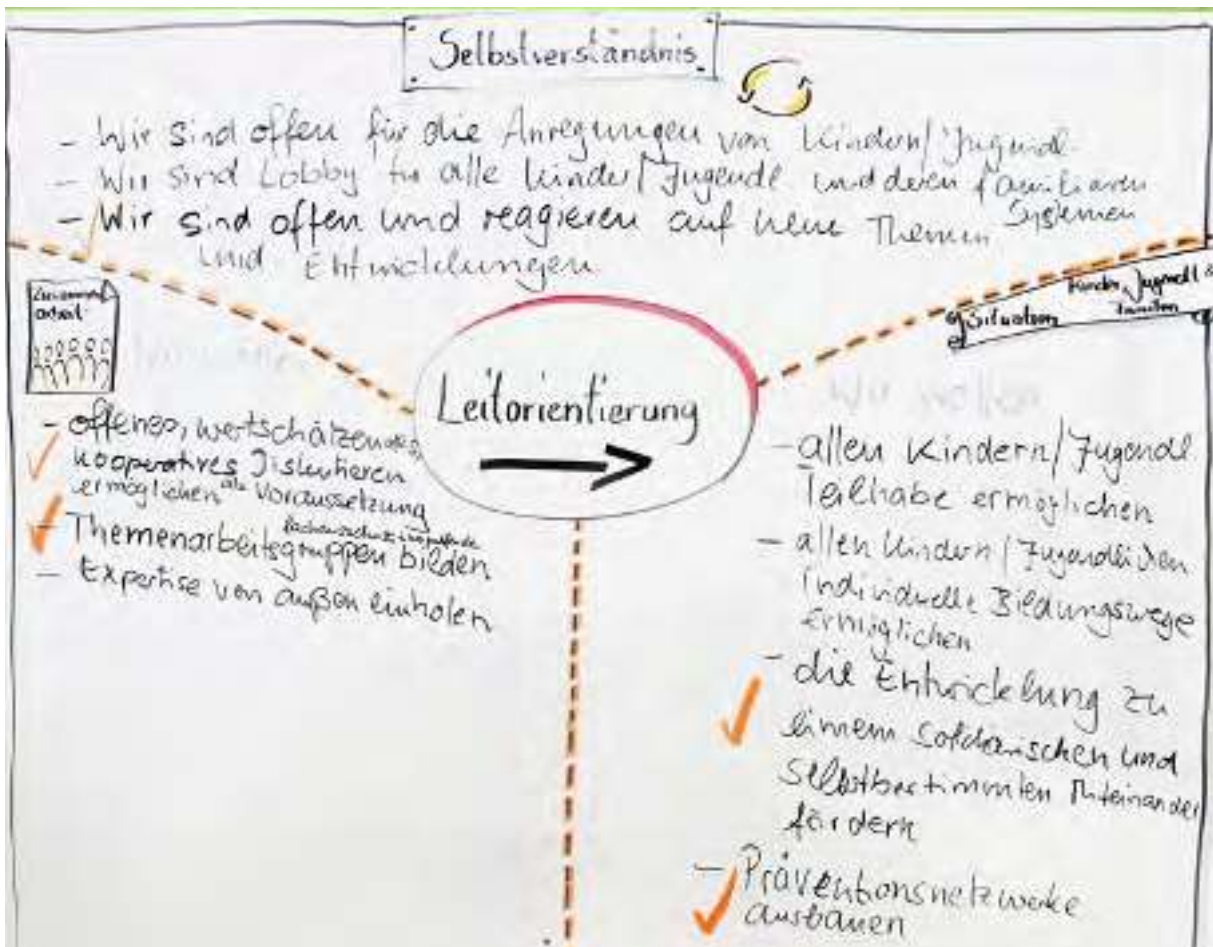 Selbstverständnis
- Wir sind offen für die Anregungen von Kindern/Jugendl.
- Wir sind Lobby für alle Kinder/Jugendl. und deren familiären
Systemen
- Wir sind offen und reagieren auf neue Themen
und Entwicklungen
Zusammen
arbeit
Situation
Kinder, Jugendl &
Familien
Leitorientierung
- offenes, wertschätzendes,
kooperatives Diskutieren
ermöglichen als Voraussetzung
- Themenarbeitsgruppen bilden
- Expertise von außen einholen
Wir wollen
- allen Kindern/Jugendl.
Teilhabe ermöglichen
- allen Kindern/Jugendlichen
individuelle Bildungswege
ermöglichen
- die Entwicklung zu
einem solidarischen und
selbstbestimmten Miteinander
fördern
- Präventionsnetzwerke
ausbauen